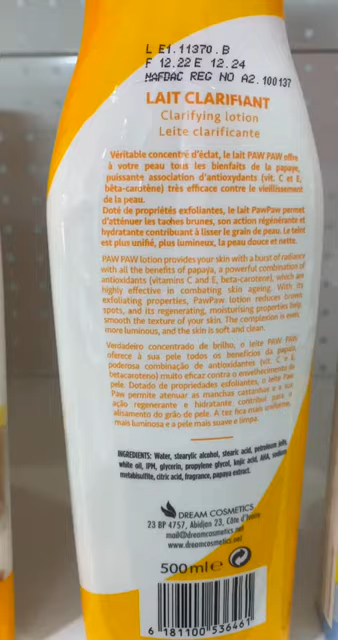 L E1.11370.B
F 12.22 E 12.24
NAFDAC REG NO A2.100137
LAIT CLARIFIANT
Clarifying lotion
Leite clarificante
Véritable concentré d'éclat, le lait PAW PAW offre
à votre peau tous les bienfaits de la papaye,
puissante association d'antioxydants (vit. C et E,
bêta-carotène) très efficace contre le vieillissement
de la peau.
Doté de propriétés exfoliantes, le lait PawPaw permet
d'atténuer les taches brunes, son action régénérante et
hydratante contribuant à lisser le grain de peau. Le teint
est plus unifié, plus lumineux, la peau douce et nette.
PAW PAW lotion provides your skin with a burst of radiance
with all the benefits of papaya, a powerful combination of
antioxidants (vitamins C and E, beta-carotene), which are
highly effective in combating skin ageing. With its
exfoliating properties, PawPaw lotion reduces brown
spots, and its regenerating, moisturising properties help
smooth the texture of your skin. The complexion is even,
more luminous, and the skin is soft and clean.
Verdadeiro concentrado de brilho, o leite PAW PAW
oferece à sua pele todos os benefícios da papaia,
poderosa combinação de antioxidantes (vit. C e E,
betacaroteno) muito eficaz contra o envelhecimento da
pele. Dotado de propriedades esfoliantes, o leite Paw
Paw permite atenuar as manchas castanhas e a sua
ação regenerante e hidratante contribui para o
alisamento do grão de pele. A tez fica mais uniforme,
mais luminosa e a pele mais suave e limpa.
INGREDIENTS: Water, stearylic alcohol, stearic acid, petroleum jelly,
white oil, IPM, glycerin, propylene glycol, kojic acid, AHA, sodium
metabisulfite, citric acid, fragrance, papaya extract.
DREAM COSMETICS
23 BP 4757, Abidjan 23, Côte d'Ivoire
mail@dreamcosmetics.net
www.dreamcosmetics.net
500 ml e
6 181100 536461